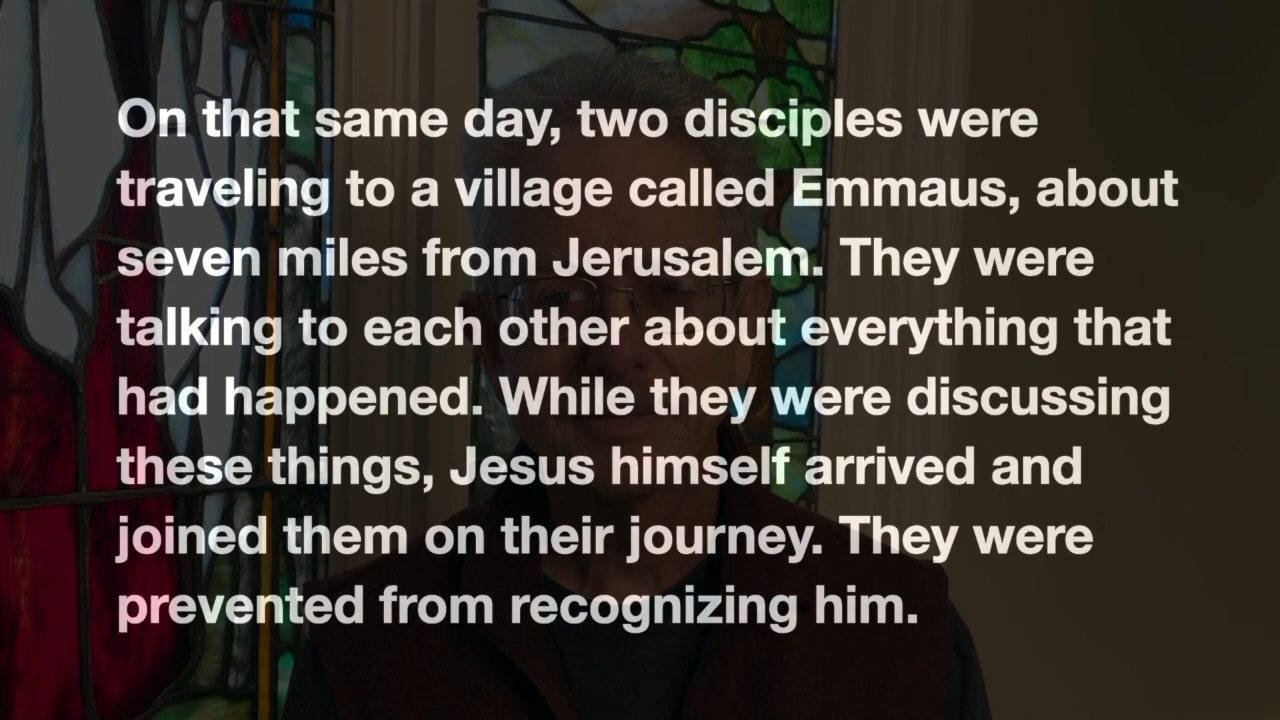 On that same day, two disciples were
traveling to a village called Emmaus, about
seven miles from Jerusalem. They were
talking to each other about everything that
had happened. While they were discussing
these things, Jesus himself arrived and
joined them on their journey. They were
prevented from recognizing him.